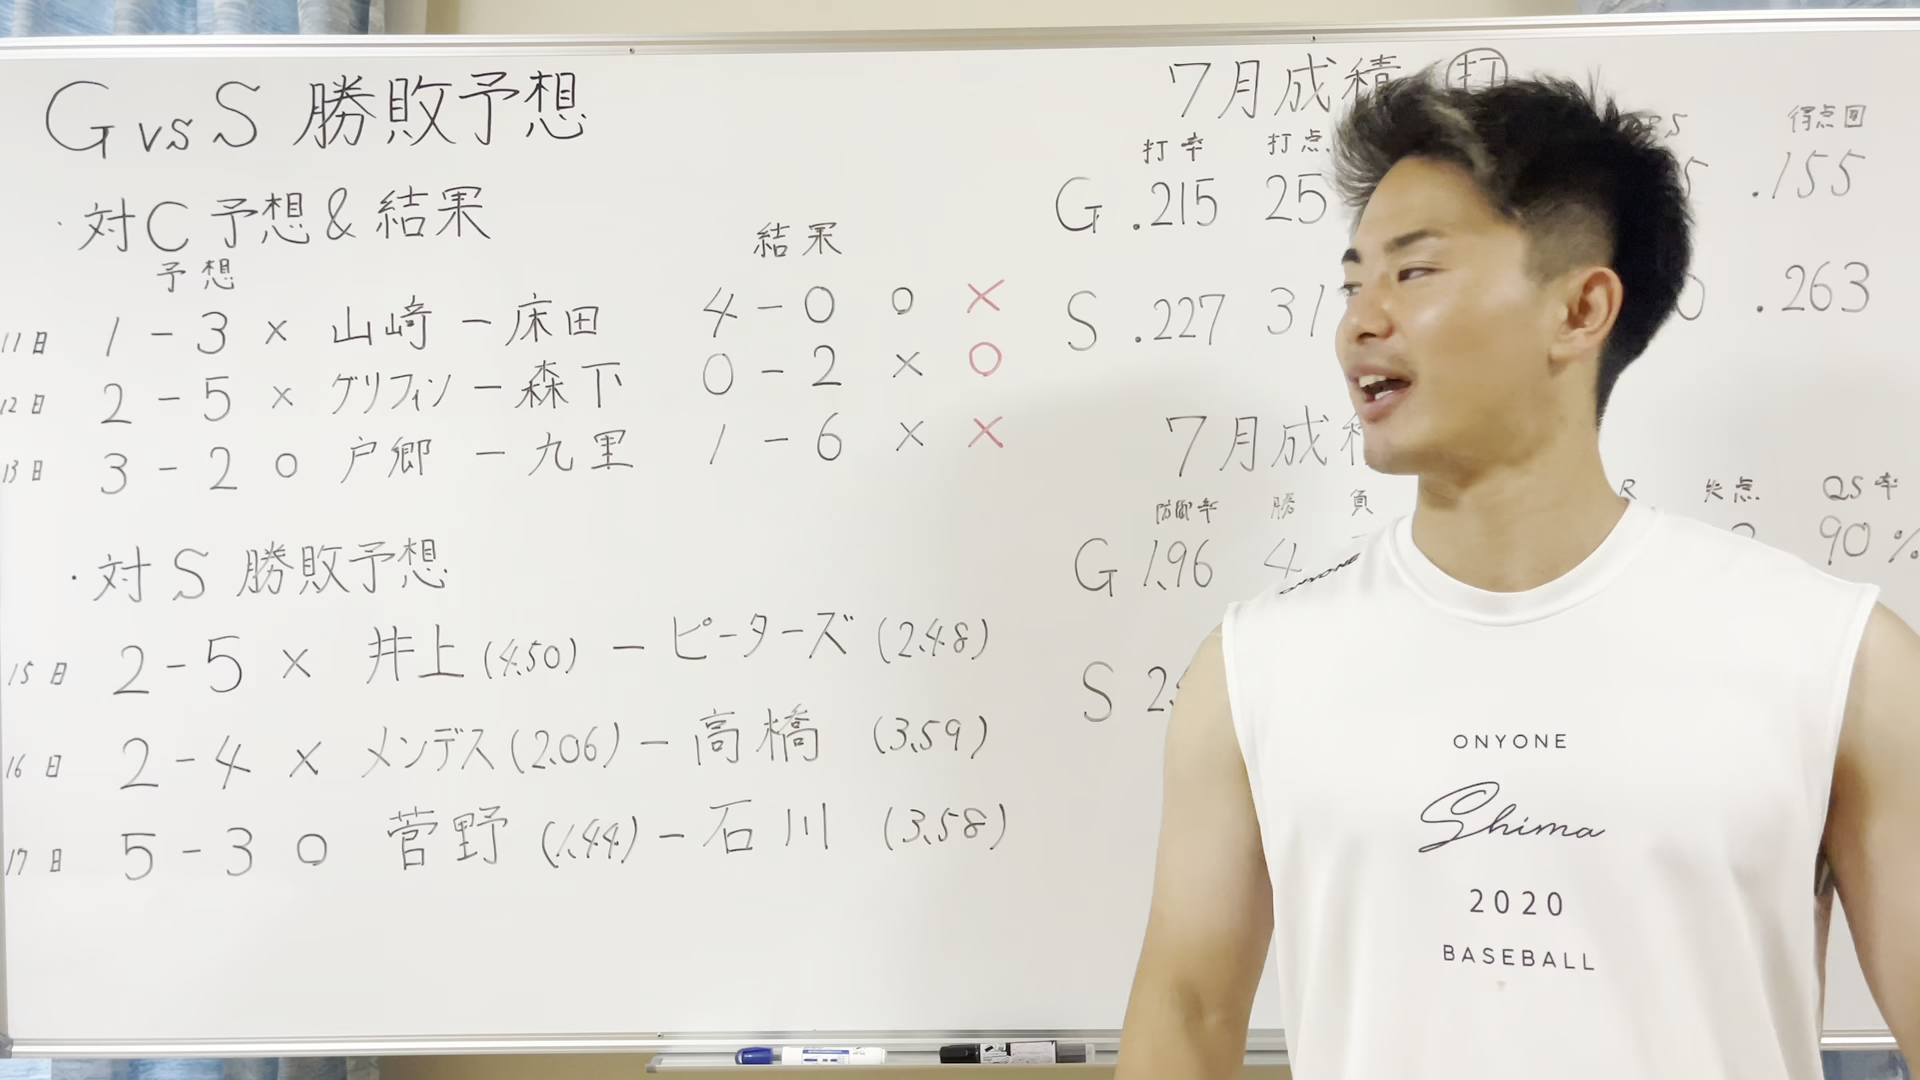 G vs S 勝敗予想
・対C 予想&結果
予想
結果
11日 1-3 × 山﨑-床田 4-0 ○ ×
12日 2-5 × グリフィン-森下 0-2 × ○
13日 3-2 ○ 戸郷-九里 1-6 × ×
・対S 勝敗予想
15日 2-5 × 井上(4.50)-ピーターズ(2.48)
16日 2-4 × メンデス(2.06)-高橋(3.59)
17日 5-3 ○ 菅野(1.44)-石川(3.58)
7月成績 打
打率 打点 得点圏
G .215 25 .155
S .227 31 .263
7月成
防御率 勝 負 失点 QS率
G 1.96 4 90%
S 2.
ONYONE
Shima
2020
BASEBALL